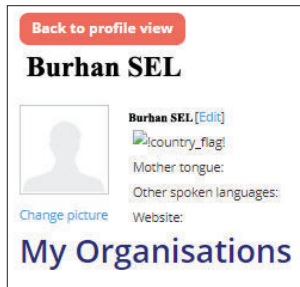 Back to profile view
Burhan SEL
Burhan SEL [Edit]
!country_flag!
Mother tongue:
Other spoken languages:
Change picture
Website:
My Organisations